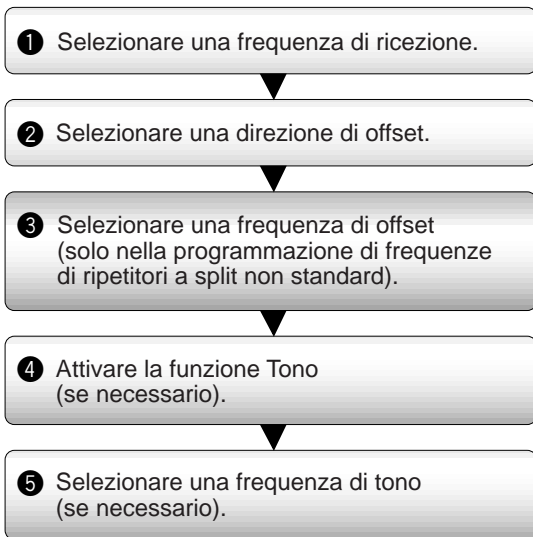 ❶ Selezionare una frequenza di ricezione.
❷ Selezionare una direzione di offset.
❸ Selezionare una frequenza di offset
(solo nella programmazione di frequenze
di ripetitori a split non standard).
❹ Attivare la funzione Tono
(se necessario).
❺ Selezionare una frequenza di tono
(se necessario).